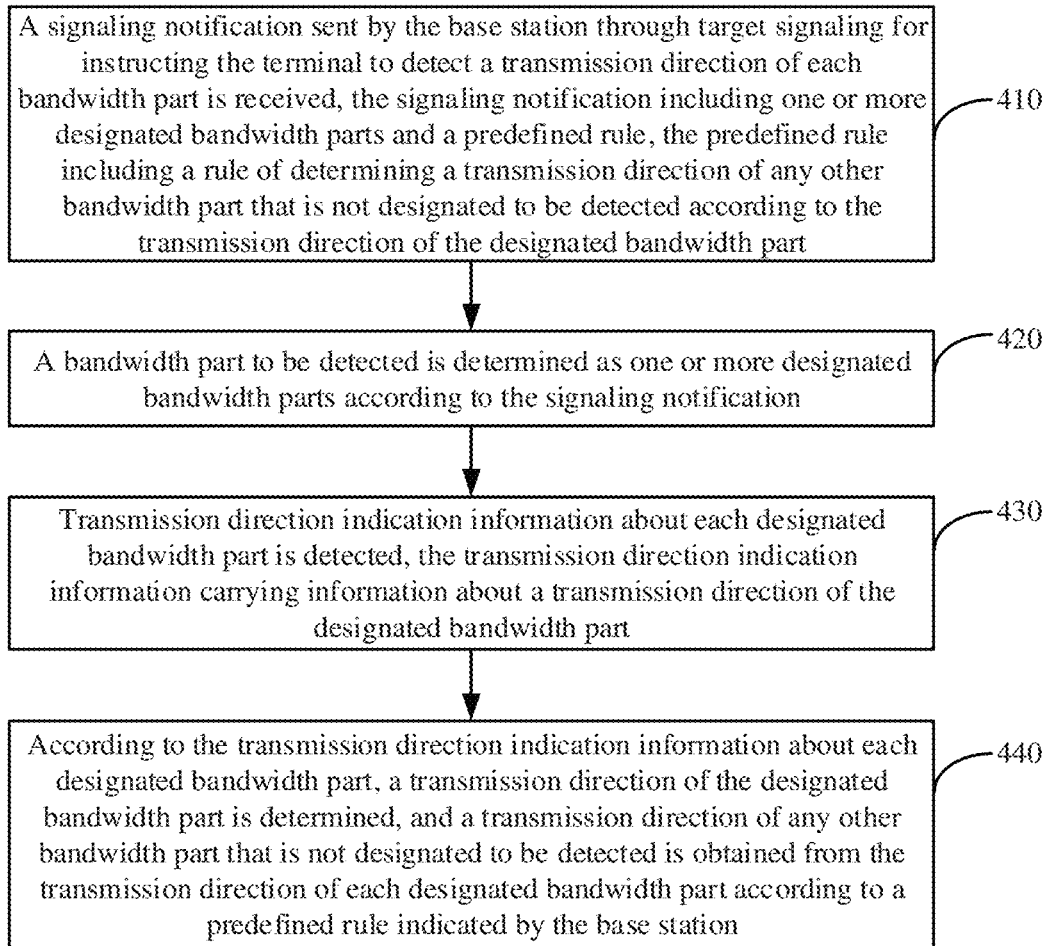 A signaling notification sent by the base station through target signaling for
instructing the terminal to detect a transmission direction of each
bandwidth part is received, the signaling notification including one or more
designated bandwidth parts and a predefined rule, the predefined rule
including a rule of determining a transmission direction of any other
bandwidth part that is not designated to be detected according to the
transmission direction of the designated bandwidth part
410
A bandwidth part to be detected is determined as one or more designated
bandwidth parts according to the signaling notification
420
Transmission direction indication information about each designated
bandwidth part is detected, the transmission direction indication
information carrying information about a transmission direction of the
designated bandwidth part
430
According to the transmission direction indication information about each
designated bandwidth part, a transmission direction of the designated
bandwidth part is determined, and a transmission direction of any other
bandwidth part that is not designated to be detected is obtained from the
transmission direction of each designated bandwidth part according to a
predefined rule indicated by the base station
440